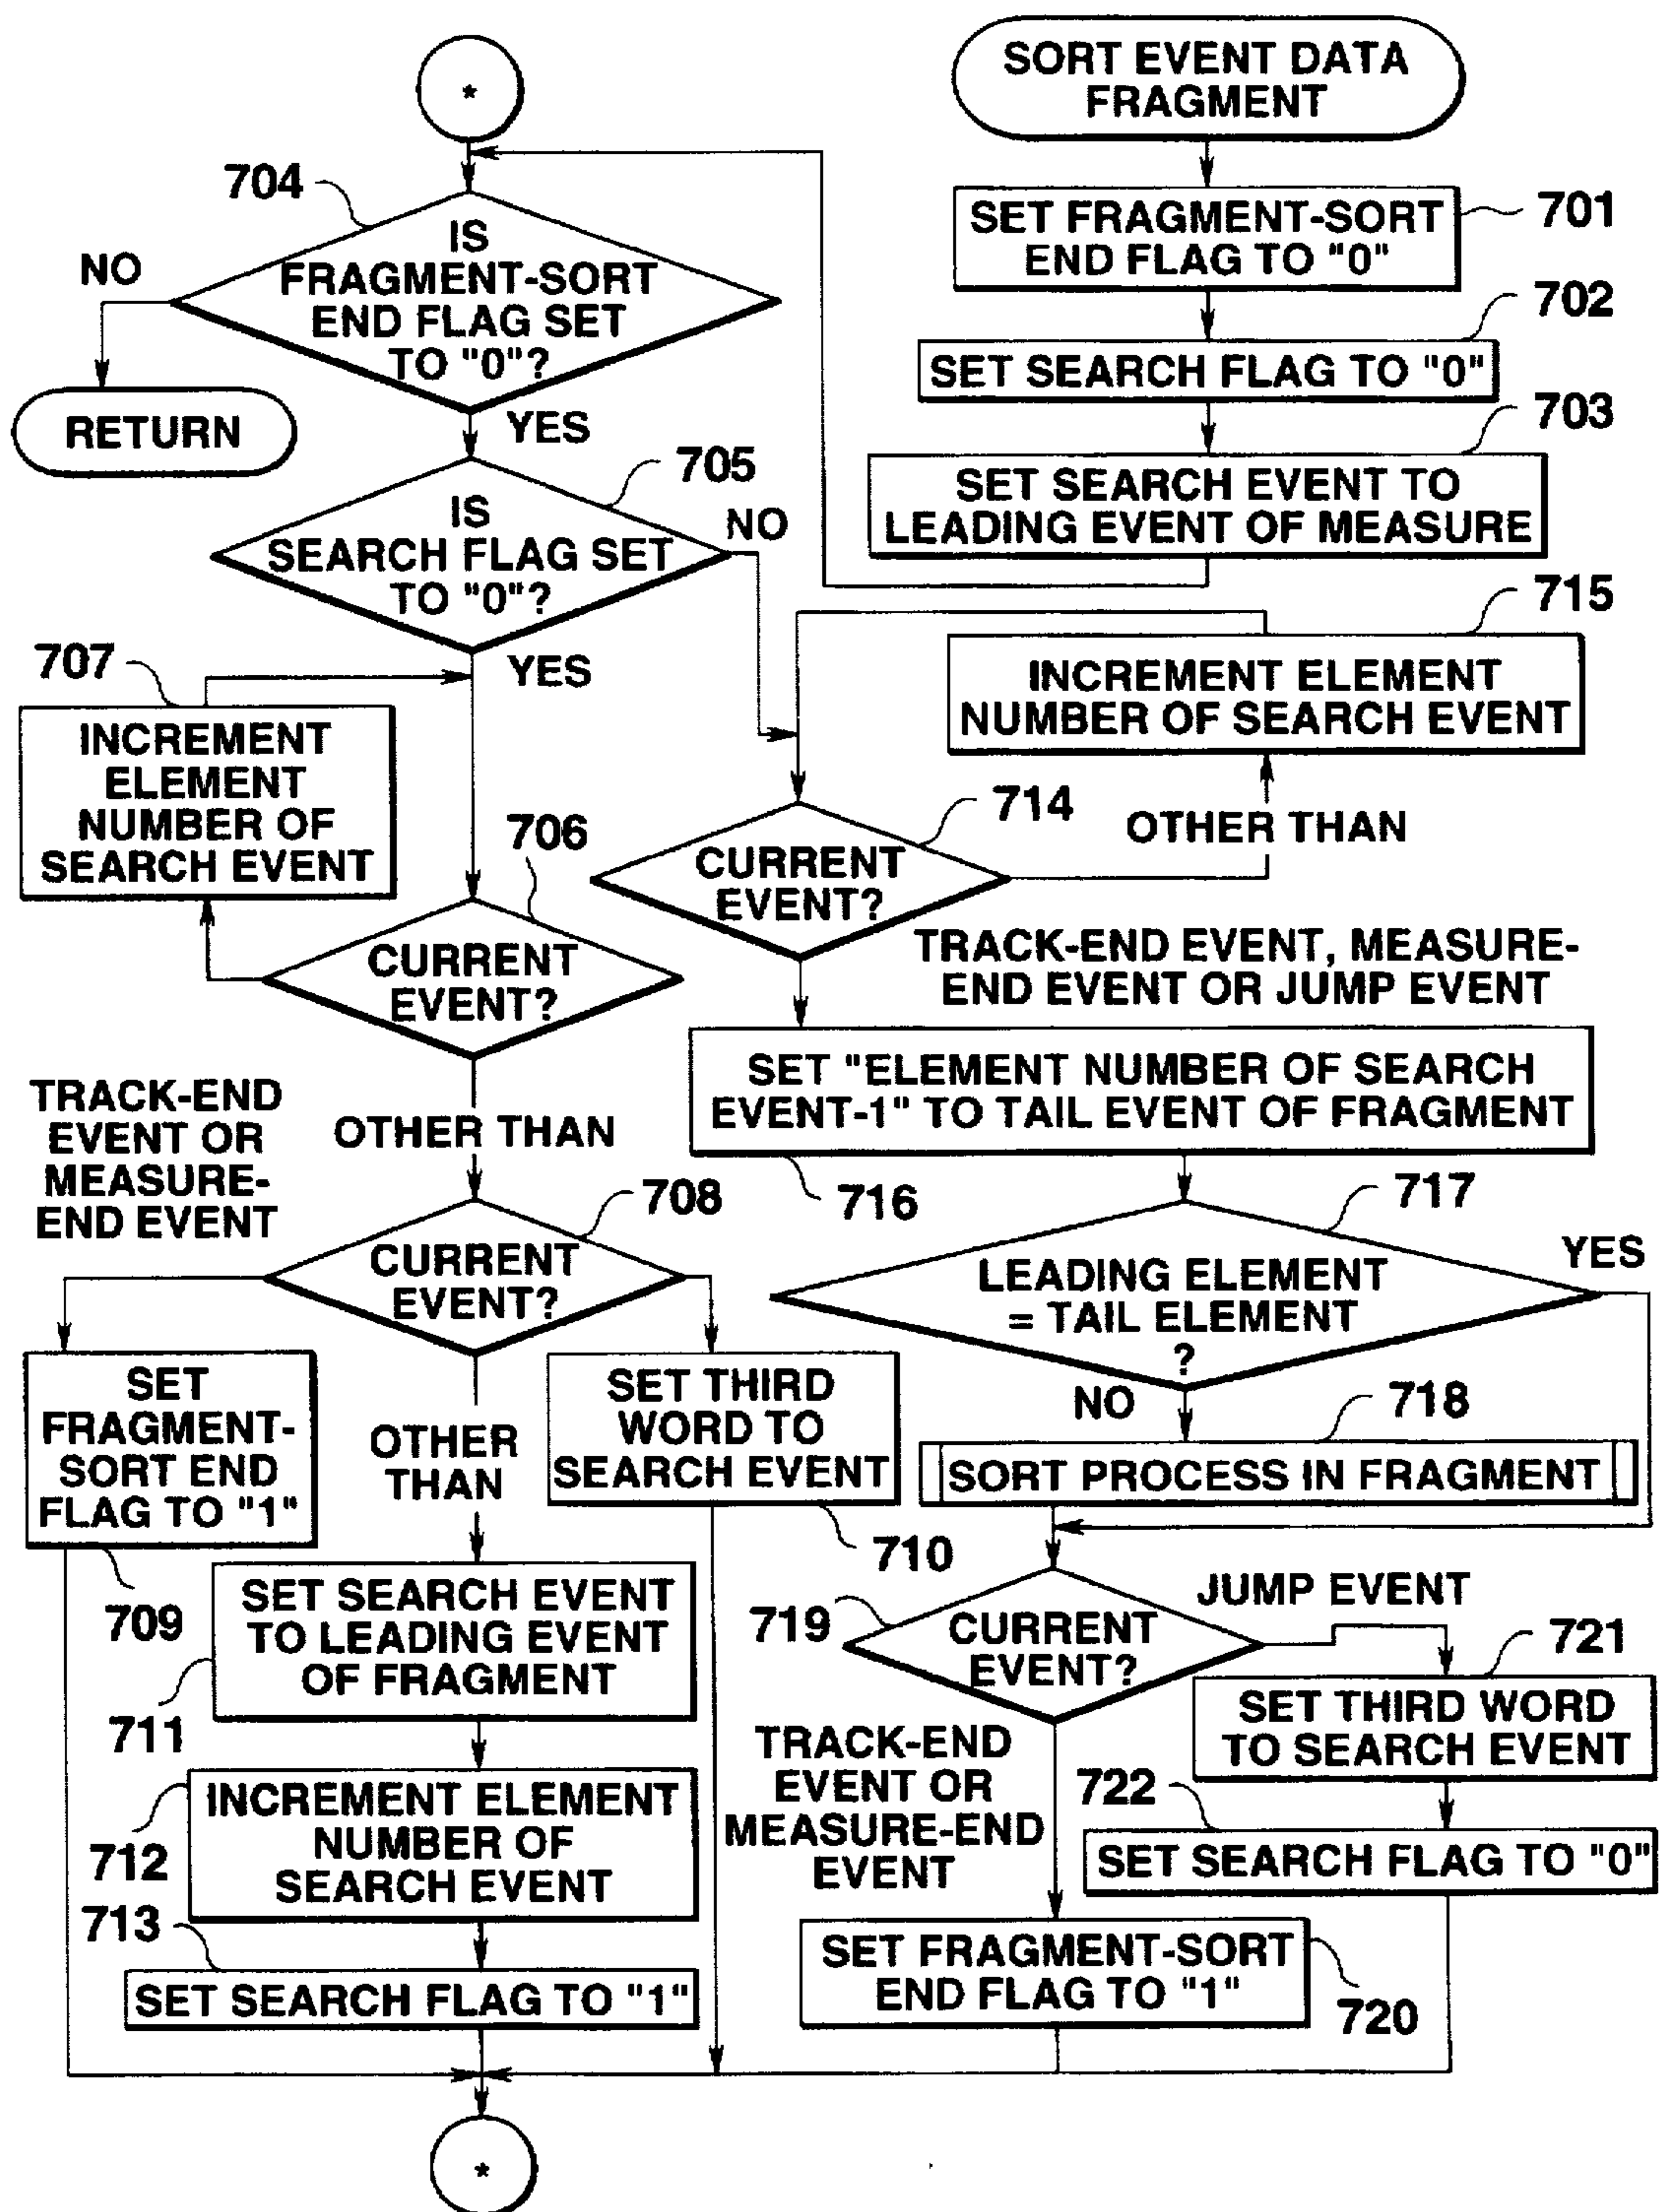 *
SORT EVENT DATA
FRAGMENT
701
SET FRAGMENT-SORT
END FLAG TO "0"
702
SET SEARCH FLAG TO "0"
703
SET SEARCH EVENT TO
LEADING EVENT OF MEASURE
704
IS
FRAGMENT-SORT
END FLAG SET
TO "0"?
NO
RETURN
YES
705
IS
SEARCH FLAG SET
TO "0"?
NO
YES
707
INCREMENT
ELEMENT
NUMBER OF
SEARCH EVENT
706
CURRENT
EVENT?
OTHER THAN
708
CURRENT
EVENT?
TRACK-END
EVENT OR
MEASURE-
END EVENT
SET
FRAGMENT-
SORT END
FLAG TO "1"
709
OTHER
THAN
SET THIRD
WORD TO
SEARCH EVENT
710
SET SEARCH EVENT
TO LEADING EVENT
OF FRAGMENT
711
INCREMENT ELEMENT
NUMBER OF
SEARCH EVENT
712
713
SET SEARCH FLAG TO "1"
715
INCREMENT ELEMENT
NUMBER OF SEARCH EVENT
714
CURRENT
EVENT?
OTHER THAN
TRACK-END EVENT, MEASURE-
END EVENT OR JUMP EVENT
SET "ELEMENT NUMBER OF SEARCH
EVENT-1" TO TAIL EVENT OF FRAGMENT
716
717
LEADING ELEMENT
= TAIL ELEMENT
?
YES
NO
718
SORT PROCESS IN FRAGMENT
719
CURRENT
EVENT?
JUMP EVENT
721
SET THIRD WORD
TO SEARCH EVENT
722
SET SEARCH FLAG TO "0"
TRACK-END
EVENT OR
MEASURE-END
EVENT
SET FRAGMENT-SORT
END FLAG TO "1"
720
*